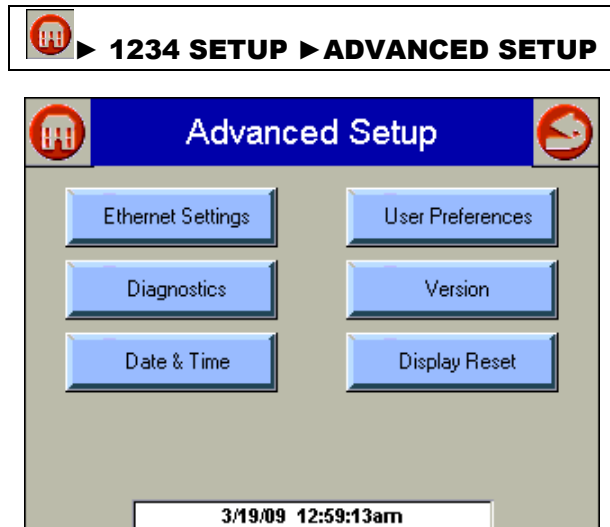 ► 1234 SETUP ►ADVANCED SETUP
Advanced Setup
Ethernet Settings
User Preferences
Diagnostics
Version
Date & Time
Display Reset
3/19/09 12:59:13am